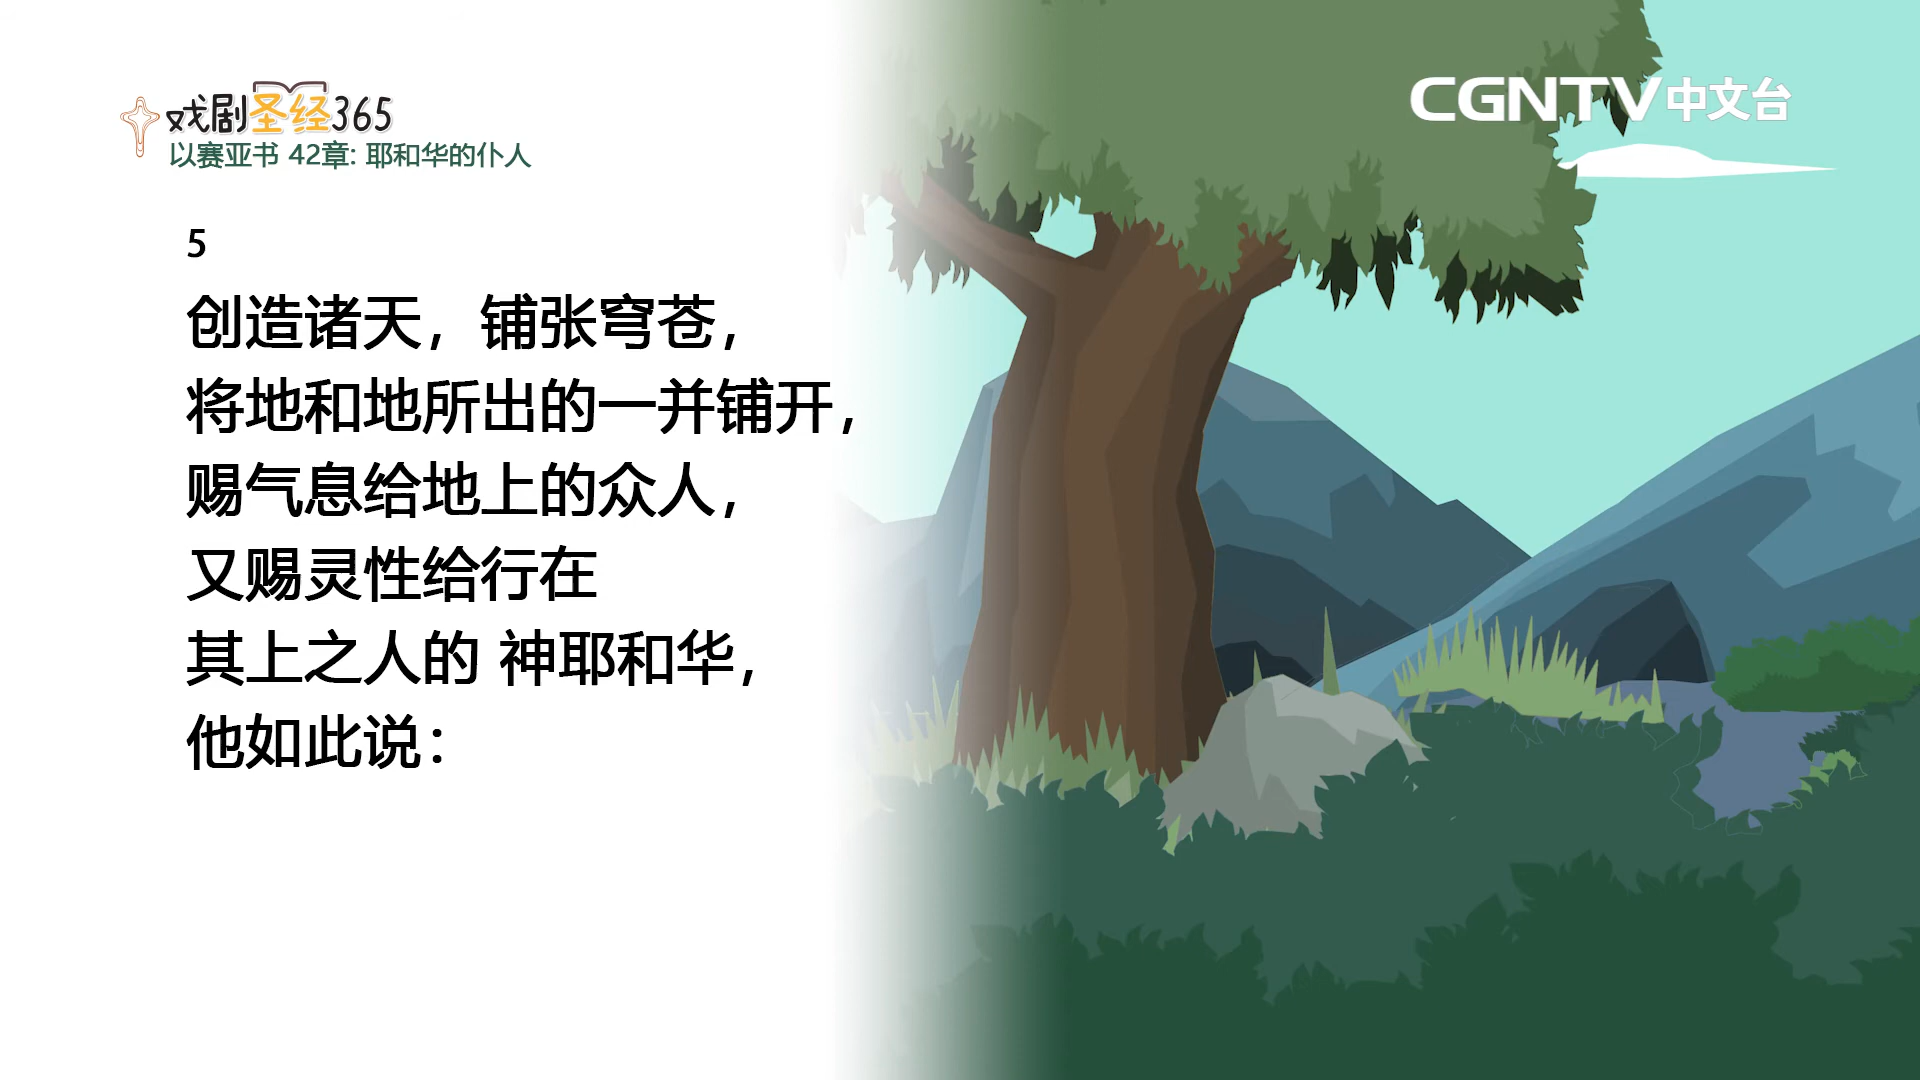 戏剧圣经365
CGNTV中文台
以赛亚书 42章: 耶和华的仆人
5
创造诸天，铺张穹苍，
将地和地所出的一并铺开，
赐气息给地上的众人，
又赐灵性给行在
其上之人的 神耶和华，
他如此说：